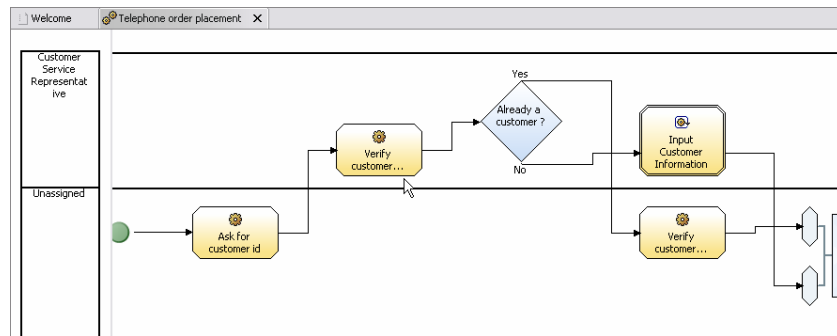 Welcome
Telephone order placement
Customer
Service
Representat
ive
Yes
Already a
customer ?
No
Verify
customer...
Input
Customer
Information
Unassigned
Ask for
customer id
Verify
customer...